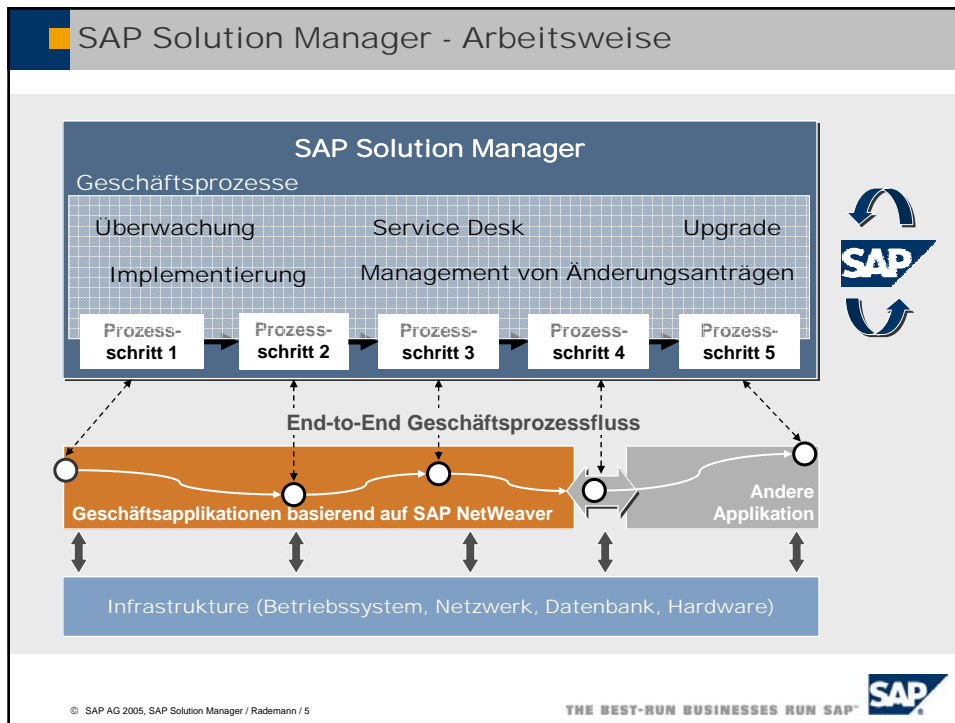 SAP Solution Manager - Arbeitsweise
SAP Solution Manager
Geschäftsprozesse
Überwachung
Service Desk
Upgrade
Implementierung
Management von Änderungsanträgen
SAP
Prozess-
schritt 1
Prozess-
schritt 2
Prozess-
schritt 3
Prozess-
schritt 4
Prozess-
schritt 5
End-to-End Geschäftsprozessfluss
Geschäftsapplikationen basierend auf SAP NetWeaver
Andere
Applikation
Infrastrukture (Betriebssystem, Netzwerk, Datenbank, Hardware)
© SAP AG 2005, SAP Solution Manager / Rademann / 5
THE BEST-RUN BUSINESSES RUN SAP™
SAP